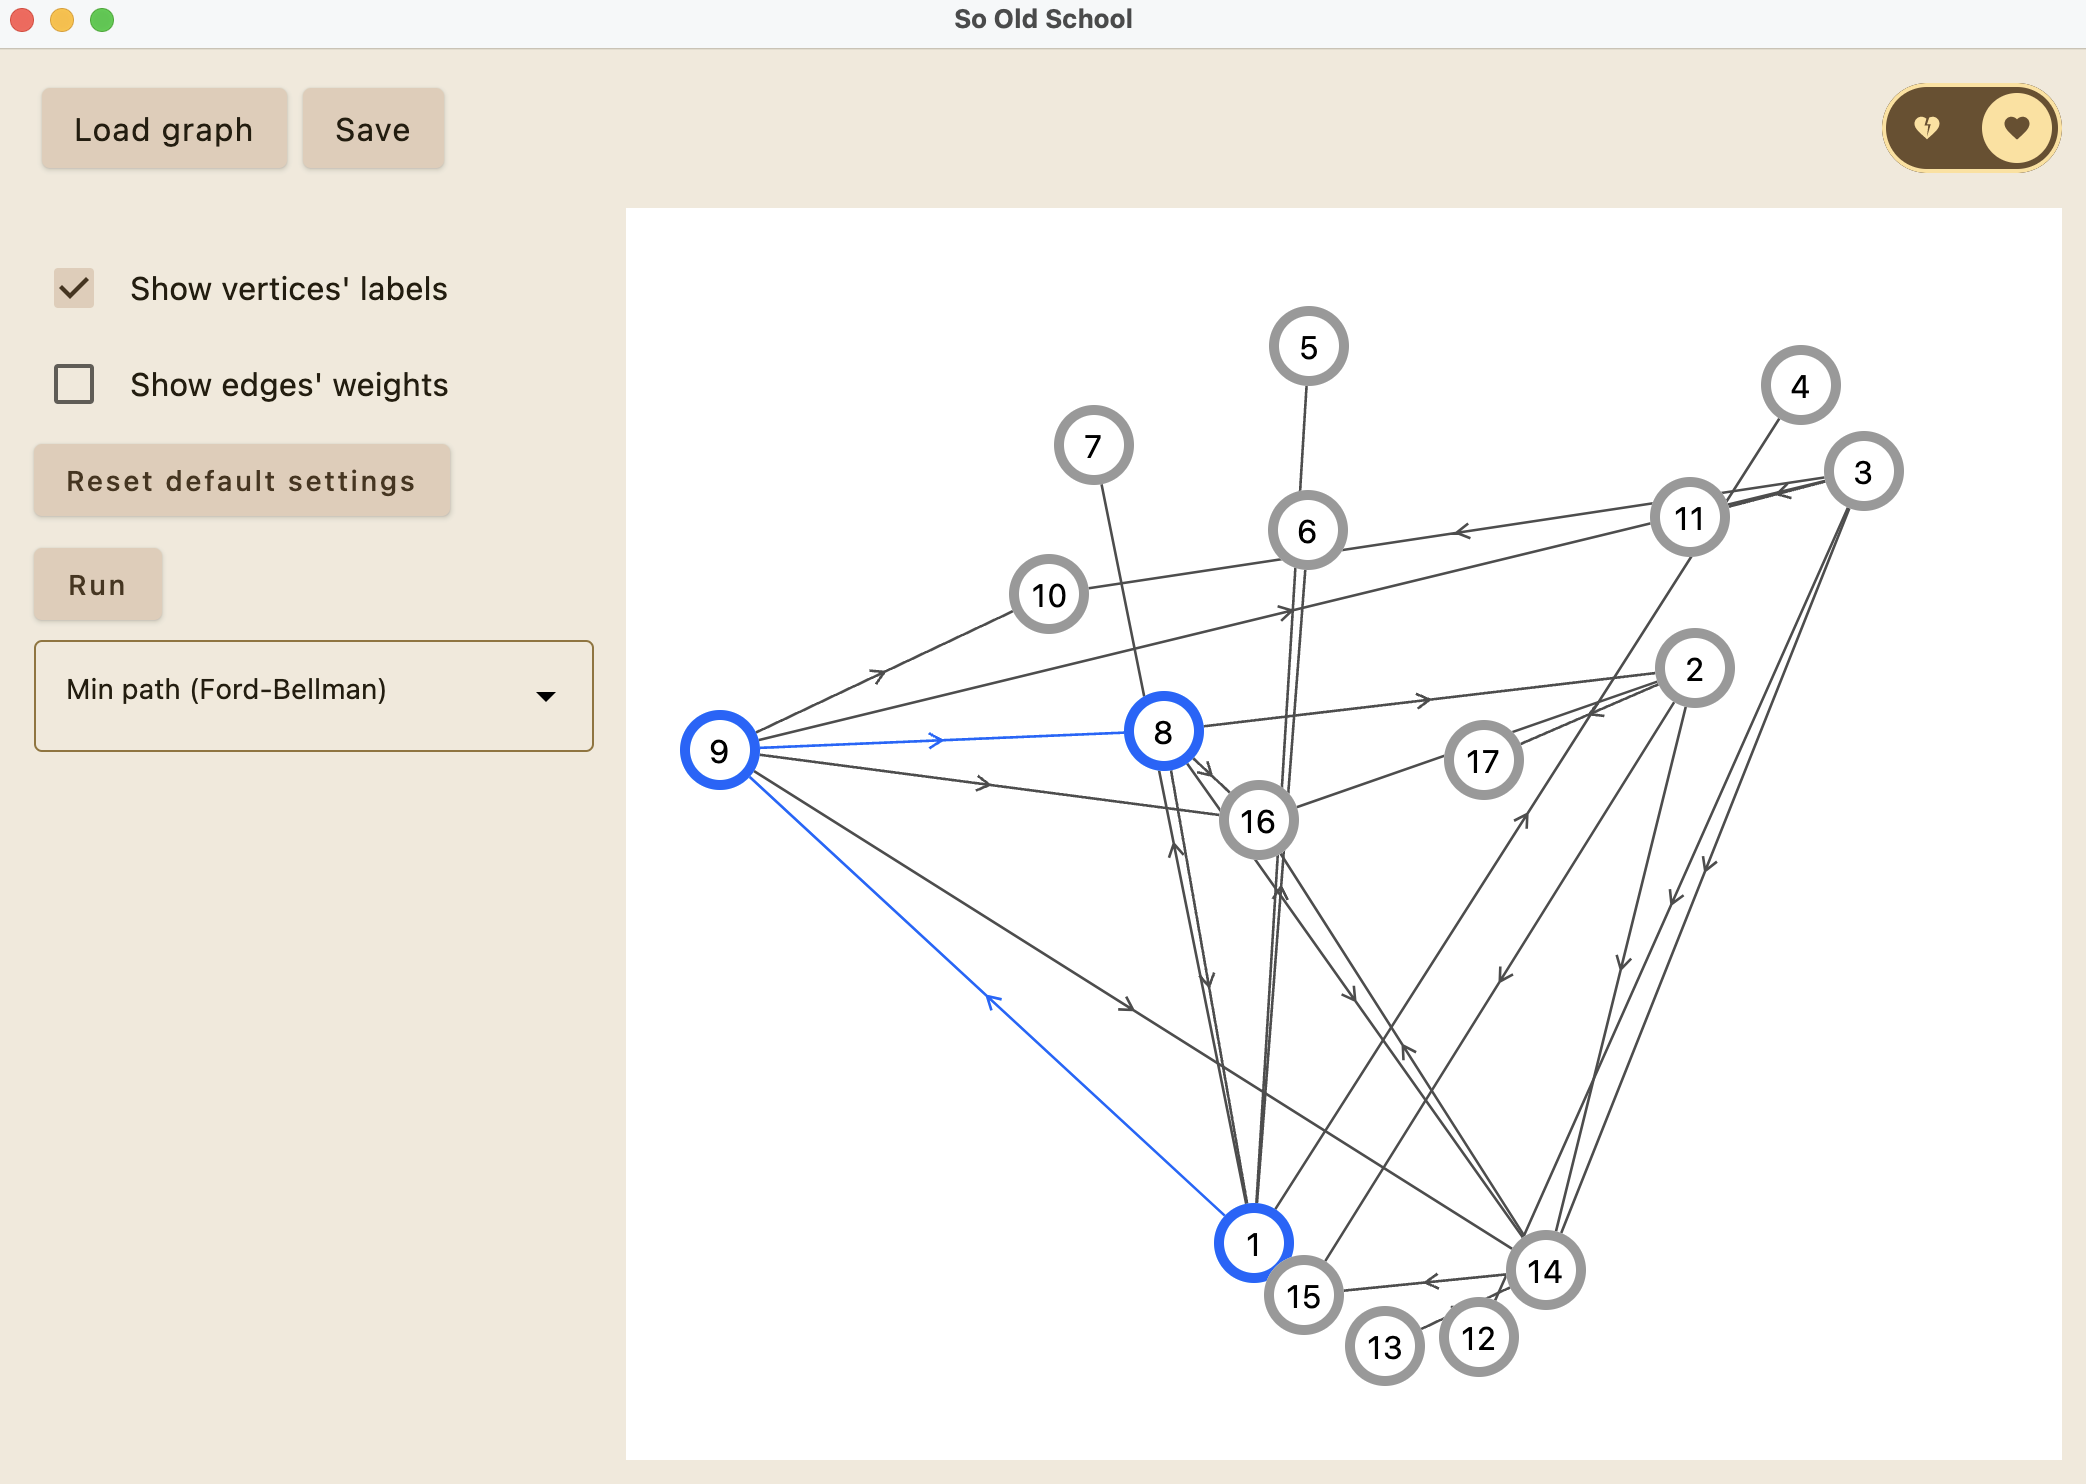 So Old School
Load graph
Save
Show vertices' labels
Show edges' weights
Reset default settings
Run
Min path (Ford-Bellman)
5
4
7
3
6
11
10
2
8
9
17
16
1
14
15
12
13